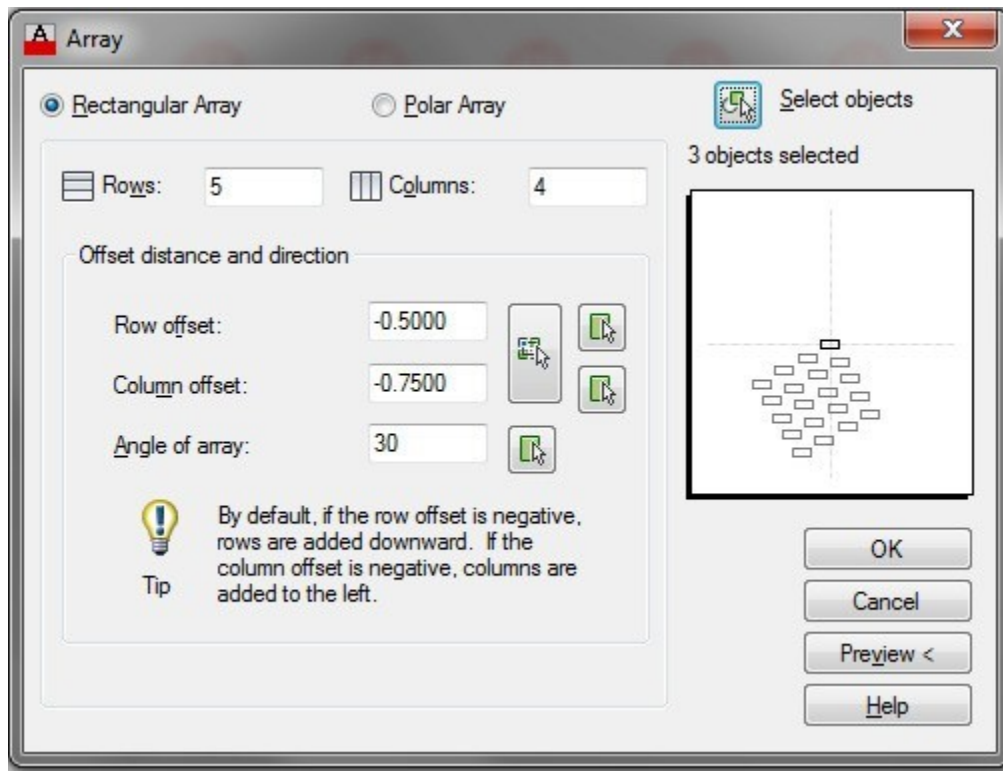 A Array
Rectangular Array
Polar Array
Select objects
3 objects selected
Rows: 5
Columns: 4
Offset distance and direction
Row offset: -0.5000
Column offset: -0.7500
Angle of array: 30
Tip
By default, if the row offset is negative,
rows are added downward. If the
column offset is negative, columns are
added to the left.
OK
Cancel
Preview <
Help